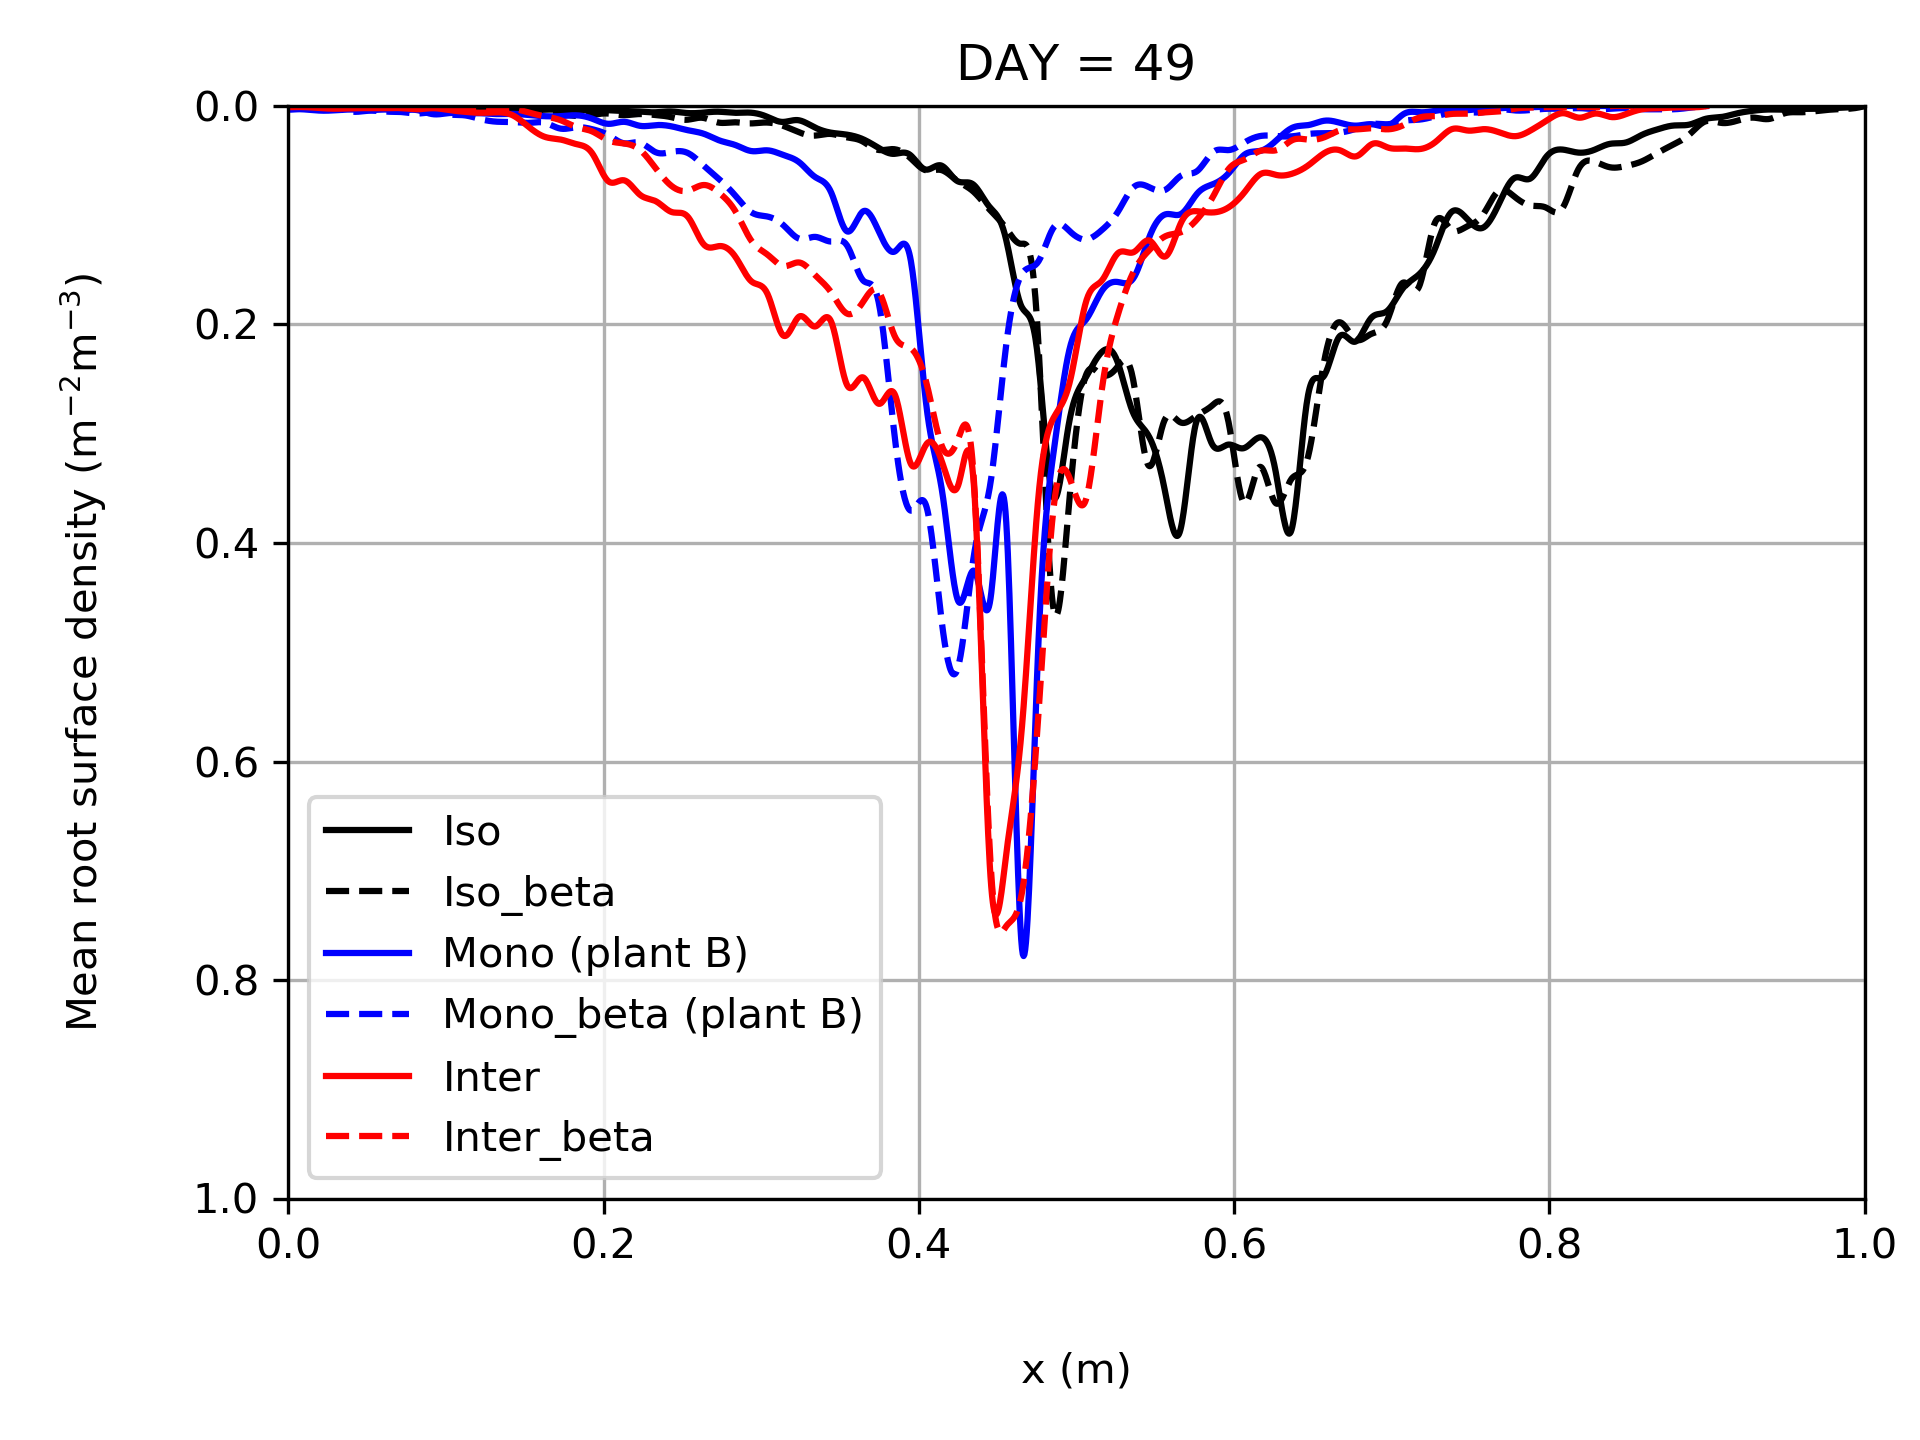 DAY = 49
Mean root surface density (m⁻²m⁻³)
0.0
0.2
0.4
0.6
0.8
1.0
Iso
Iso_beta
Mono (plant B)
Mono_beta (plant B)
Inter
Inter_beta
0.0 0.2 0.4 0.6 0.8 1.0
x (m)